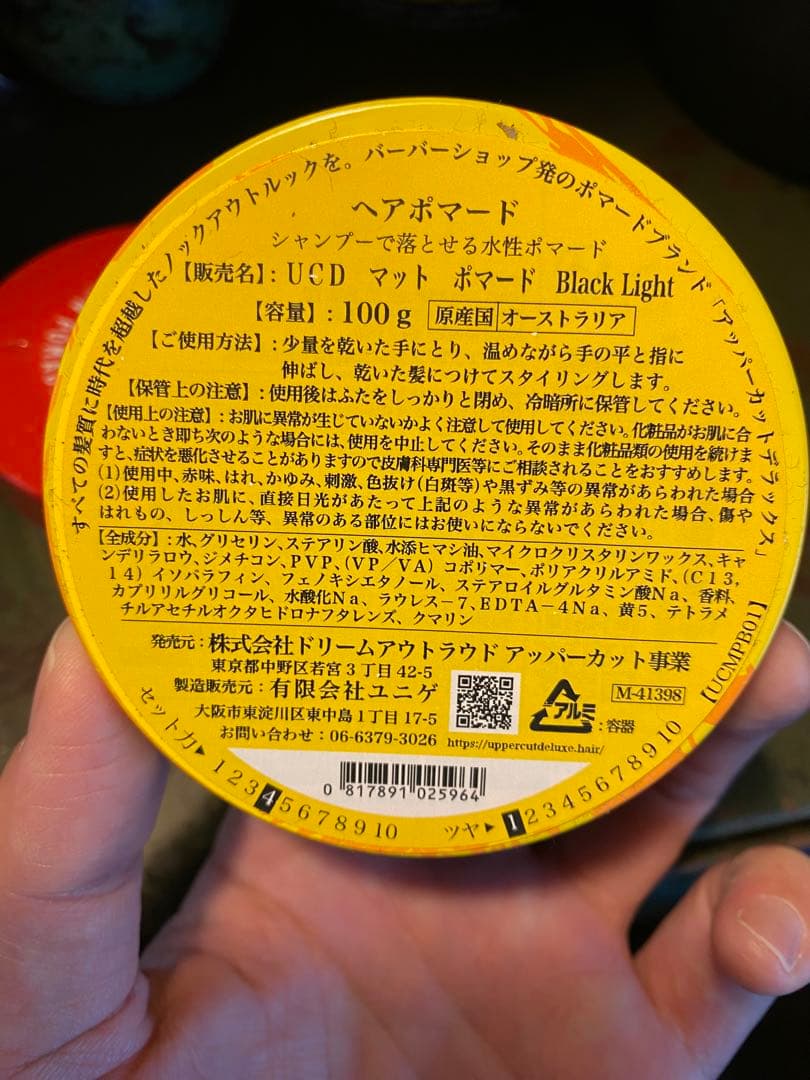 すべての髪質に時代を超越したノックアウトルックを。バーバーショップ発のポマードブランド「アッパーカットデラックス」
ヘアポマード
シャンプーで落とせる水性ポマード
【販売名】：UCD マット ポマード Black Light
【容量】：100g 原産国 オーストラリア
【ご使用方法】：少量を乾いた手にとり、温めながら手の平と指に
伸ばし、乾いた髪につけてスタイリングします。
【保管上の注意】：使用後はふたをしっかりと閉め、冷暗所に保管してください。
【使用上の注意】：お肌に異常が生じていないかよく注意して使用してください。化粧品がお肌に合
わないとき即ち次のような場合には、使用を中止してください。そのまま化粧品類の使用を続けま
すと、症状を悪化させることがありますので皮膚科専門医等にご相談されることをおすすめします。
(1)使用中、赤味、はれ、かゆみ、刺激、色抜け(白斑等)や黒ずみ等の異常があらわれた場合
(2)使用したお肌に、直接日光があたって上記のような異常があらわれた場合、傷や
はれもの、しっしん等、異常のある部位にはお使いにならないでください。
【全成分】：水、グリセリン、ステアリン酸、水添ヒマシ油、マイクロクリスタリンワックス、キャ
ンデリラロウ、ジメチコン、PVP、(VP／VA）コポリマー、ポリアクリルアミド、(C13，
14）イソパラフィン、フェノキシエタノール、ステアロイルグルタミン酸Na、香料、
カプリリルグリコール、水酸化Na、ラウレス－7、EDTA－4Na、黄5、テトラメ
チルアセチルオクタヒドロナフタレンズ、クマリン
発売元：株式会社ドリームアウトラウド アッパーカット事業
東京都中野区若宮3丁目42-5
製造販売元：有限会社ユニゲ
大阪市東淀川区東中島1丁目17-5
お問い合わせ：06-6379-3026
https://uppercutdeluxe.hair/
アルミ：容器
M-41398
【UCMPB01】
0 817891 025964
セット力▶ 1 2 3 4 5 6 7 8 9 10
ツヤ▶ 1 2 3 4 5 6 7 8 9 10